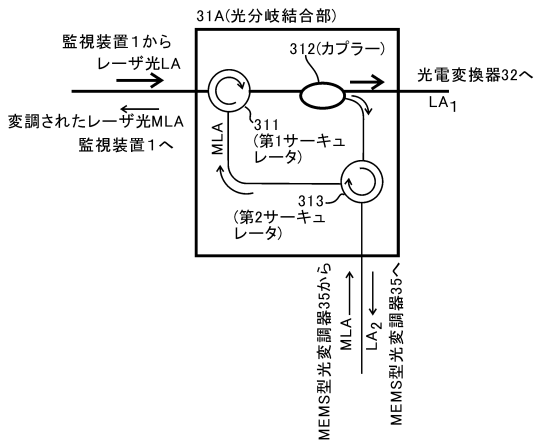 31A(光分岐結合部)
監視装置1から
レーザ光LA
312(カプラー)
光電変換器32へ
LA1
変調されたレーザ光MLA
監視装置1へ
MLA
311
(第1サーキュ
レータ)
313
(第2サーキュ
レータ)
MEMS型光変調器35から
MLA
LA2
MEMS型光変調器35へ